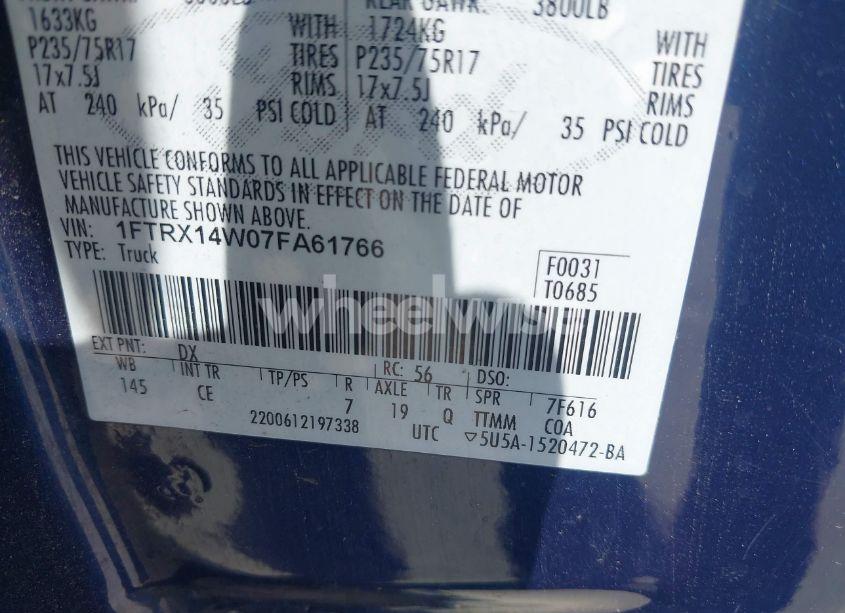 3800LB
1633KG WITH
P235/75R17 TIRES
17x7.5J RIMS
AT 240 kPa/ 35 PSI COLD
1724KG WITH
P235/75R17 TIRES
17x7.5J RIMS
AT 240 kPa/ 35 PSI COLD
THIS VEHICLE CONFORMS TO ALL APPLICABLE FEDERAL MOTOR
VEHICLE SAFETY STANDARDS IN EFFECT ON THE DATE OF
MANUFACTURE SHOWN ABOVE.
VIN: 1FTRX14W07FA61766
TYPE: Truck
F0031
T0685
wheelwise
EXT PNT: DX RC: 56 DSO:
WB INT TR TP/PS R AXLE TR SPR 7F616
145 CE 7 19 Q TTMM COA
2200612197338 UTC ▽5U5A-1520472-BA